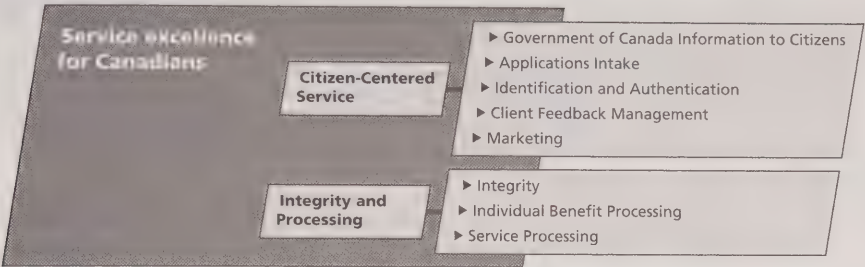 Service excellence
for Canadians
Citizen-Centered
Service
▶ Government of Canada Information to Citizens
▶ Applications Intake
▶ Identification and Authentication
▶ Client Feedback Management
▶ Marketing
Integrity and
Processing
▶ Integrity
▶ Individual Benefit Processing
▶ Service Processing